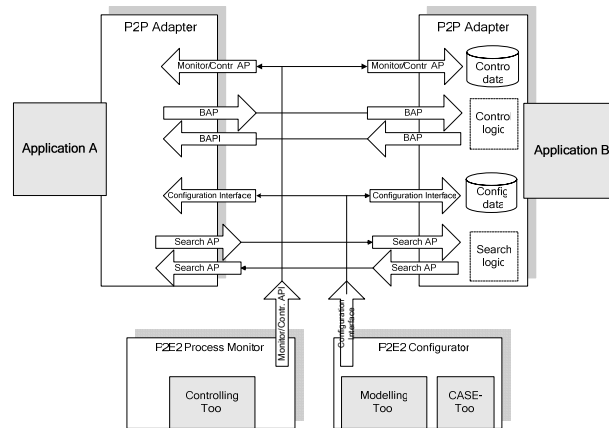 P2P Adapter
P2P Adapter
Monitor/Contr. AP
Monitor/Contr. AP
Contro
data
BAP
BAP
Control
logic
BAPI
BAP
Application A
Application B
Configuration Interface
Configuration Interface
Config
data
Search AP
Search AP
Search
logic
Search AP
Search AP
Monitor/Contr. API
Configuration
Interface
P2E2 Process Monitor
P2E2 Configurator
Controlling
Too
Modelling
Too
CASE-
Too